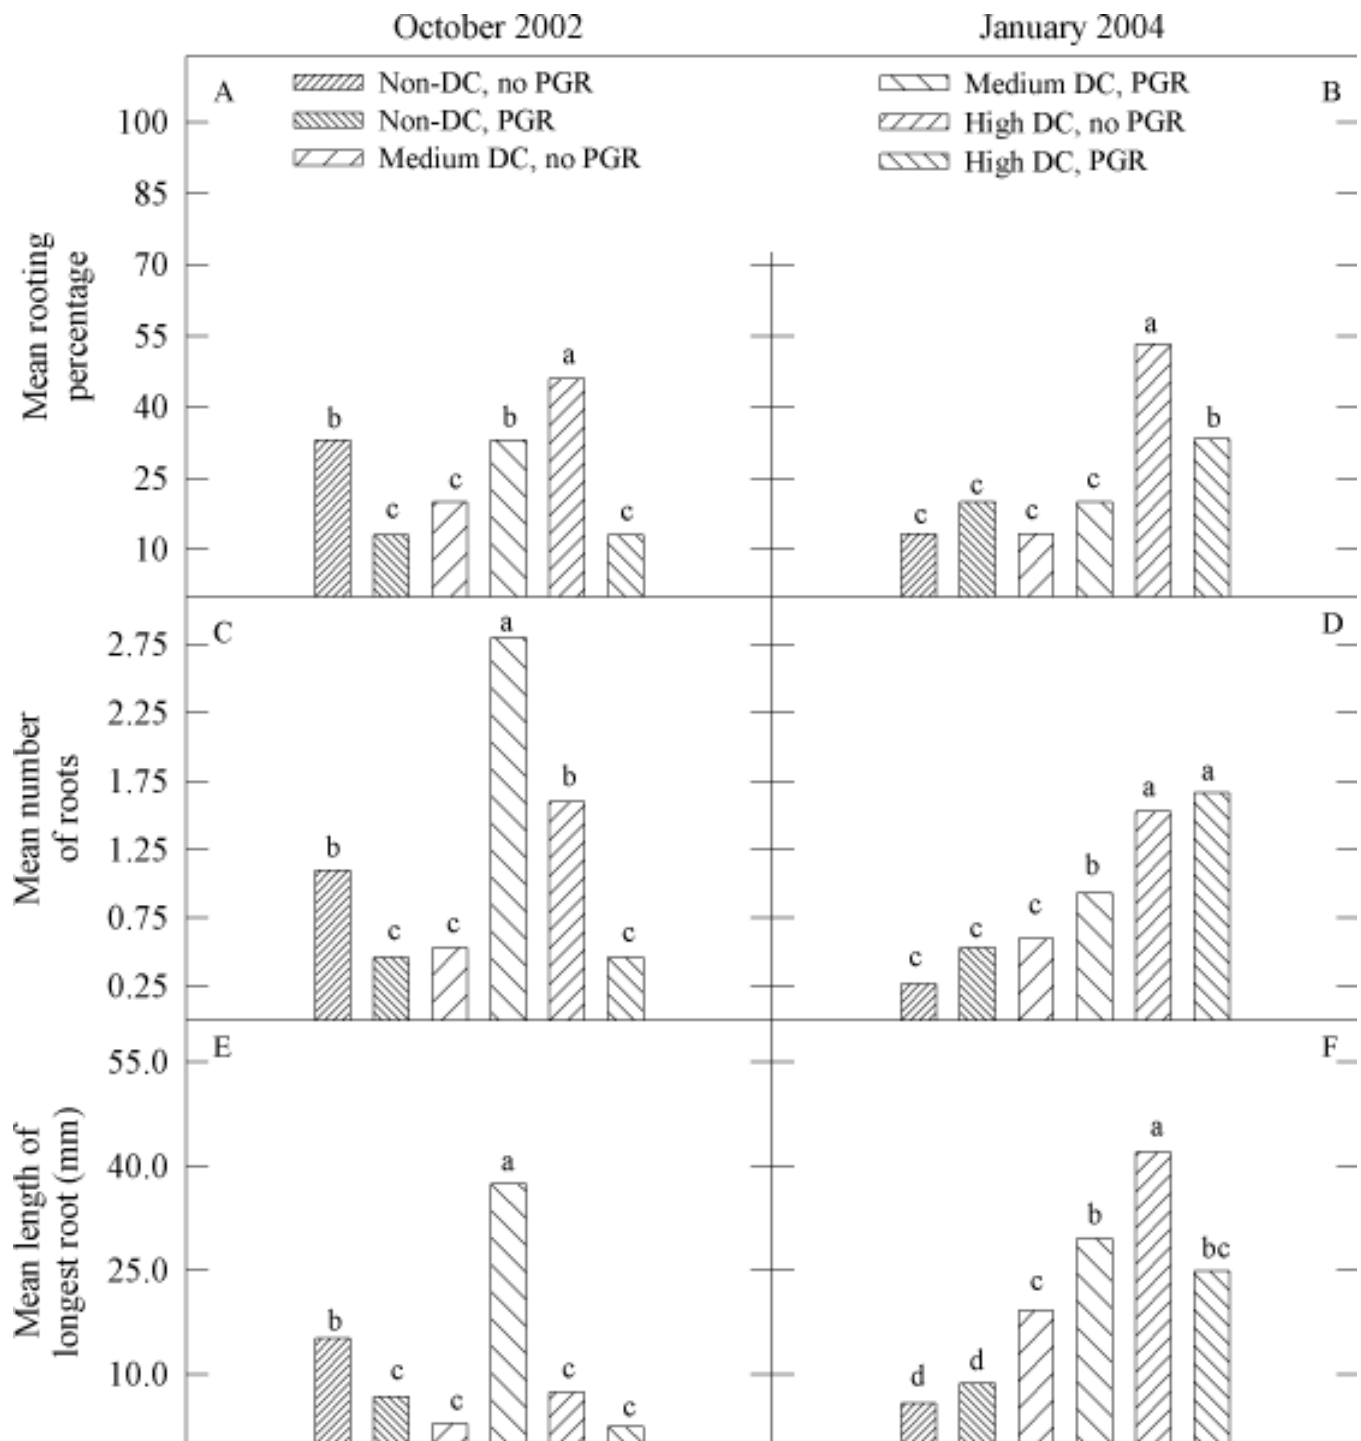 October 2002
January 2004
A
Non-DC, no PGR
Non-DC, PGR
Medium DC, no PGR
Medium DC, PGR
High DC, no PGR
High DC, PGR
B
Mean rooting
percentage
100
85
70
55
40
25
10
b
c
c
b
a
c
c
c
c
c
a
b
C
D
Mean number
of roots
2.75
2.25
1.75
1.25
0.75
0.25
b
c
c
a
b
c
c
c
c
b
a
a
E
F
Mean length of
longest root (mm)
55.0
40.0
25.0
10.0
b
c
c
a
c
c
d
d
c
b
a
bc